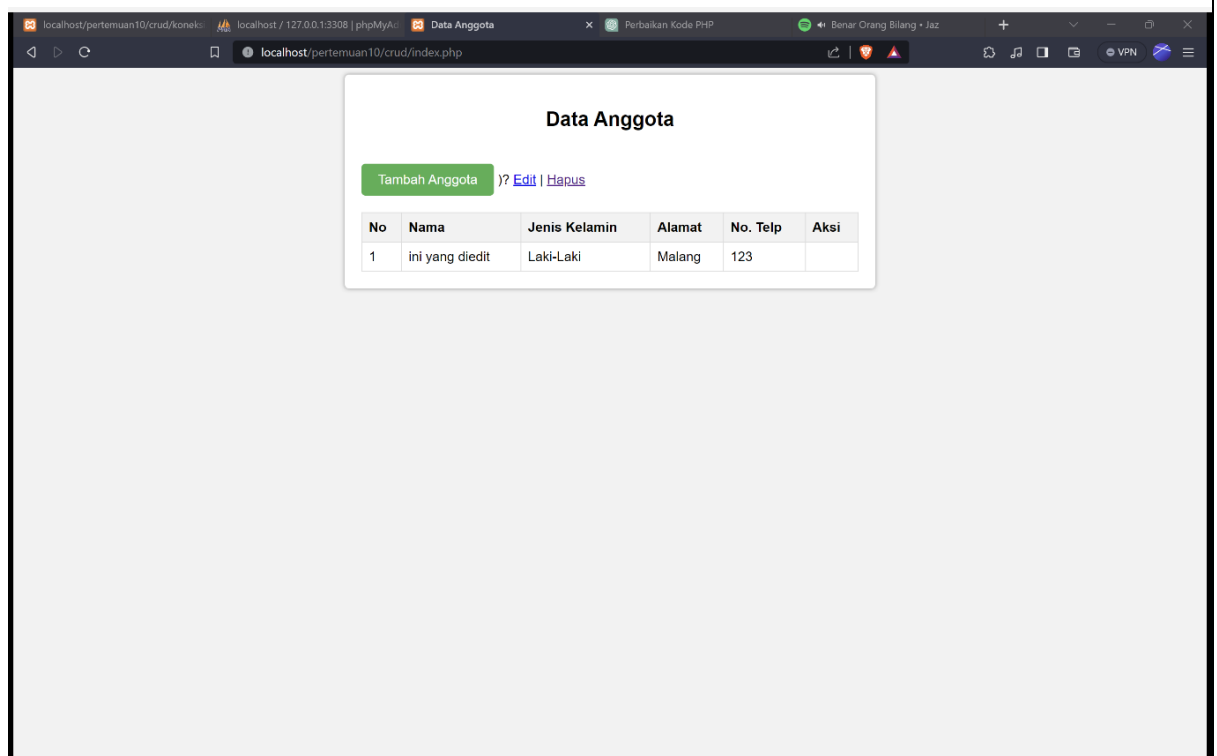 localhost/pertemuan10/crud/koneks
localhost / 127.0.0.1:3308 | phpMyAd
Data Anggota
Perbaikan Kode PHP
Benar Orang Bilang • Jaz
localhost/pertemuan10/crud/index.php
VPN
Data Anggota
Tambah Anggota )? Edit | Hapus
No Nama Jenis Kelamin Alamat No. Telp Aksi
1 ini yang diedit Laki-Laki Malang 123